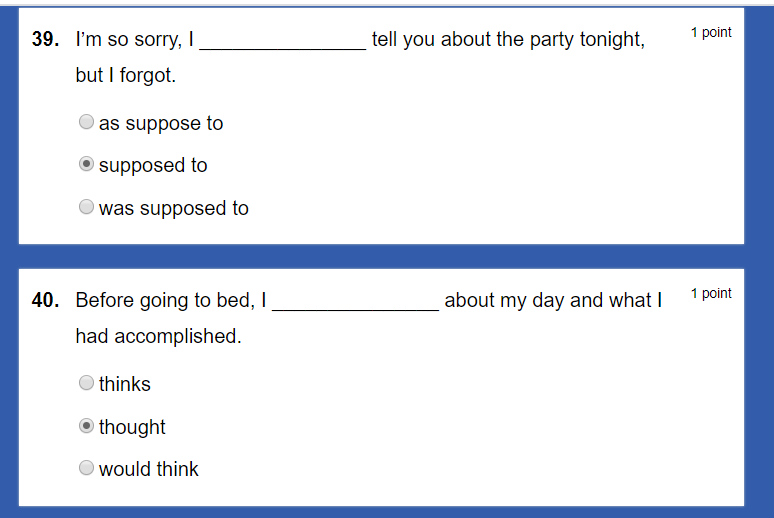 39. I'm so sorry, I _______________ tell you about the party tonight, 1 point
but I forgot.
as suppose to
supposed to
was supposed to
40. Before going to bed, I _______________ about my day and what I 1 point
had accomplished.
thinks
thought
would think